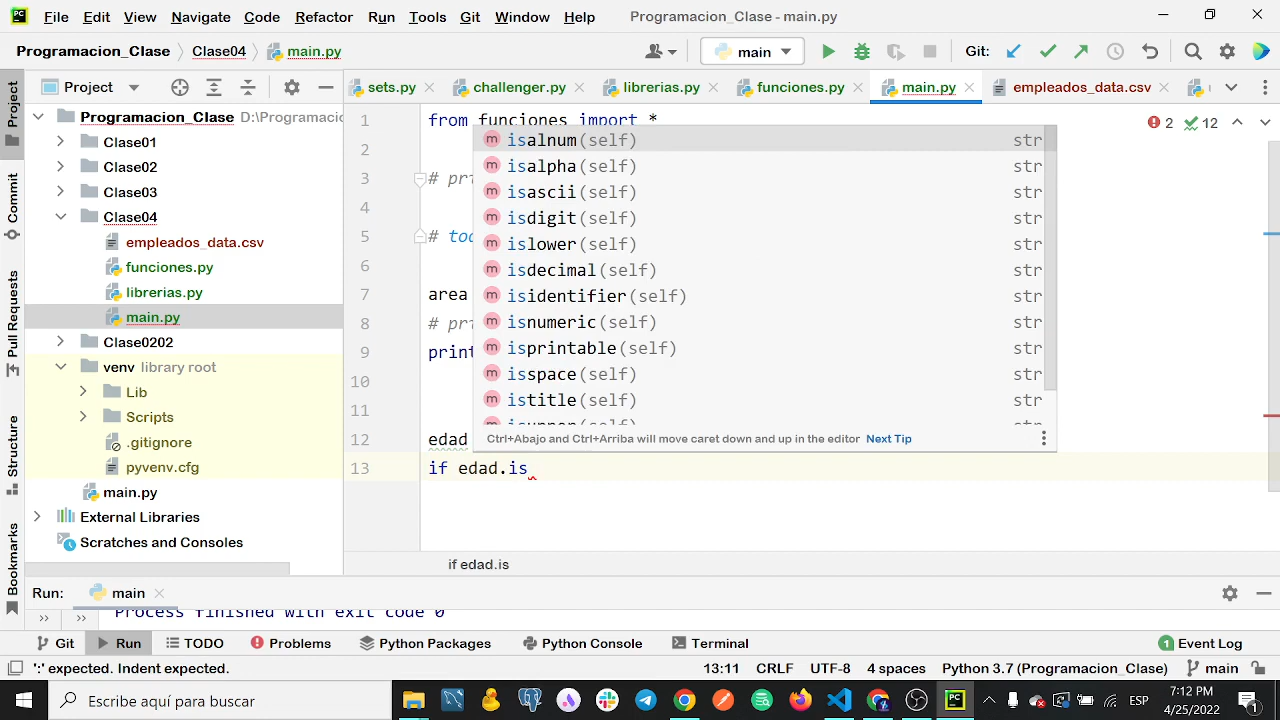 File Edit View Navigate Code Refactor Run Tools Git Window Help Programacion_Clase - main.py
Programacion_Clase Clase04 main.py main Git:
Project sets.py challenger.py librerias.py funciones.py main.py empleados_data.csv
Programacion_Clase D:\Programacic
Clase01
Clase02
Clase03
Clase04
empleados_data.csv
funciones.py
librerias.py
main.py
Clase0202
venv library root
Lib
Scripts
.gitignore
pyvenv.cfg
main.py
External Libraries
Scratches and Consoles
Project
Commit
Pull Requests
Structure
Bookmarks
1 from funciones import *
2
3 # pri
4
5 # tod
6
7 area
8 # pri
9 print
10
11
12 edad
13 if edad.is
2 12
isalnum(self) str
isalpha(self) str
isascii(self) str
isdigit(self) str
islower(self) str
isdecimal(self) str
isidentifier(self) str
isnumeric(self) str
isprintable(self) str
isspace(self) str
istitle(self) str
isupper(self) str
Ctrl+Abajo and Ctrl+Arriba will move caret down and up in the editor Next Tip
if edad.is
Run: main
Process finished with exit code 0
Git Run TODO Problems Python Packages Python Console Terminal 1 Event Log
':' expected. Indent expected. 13:11 CRLF UTF-8 4 spaces Python 3.7 (Programacion_Clase) main
Escribe aquí para buscar ESP 7:12 PM
4/25/2022